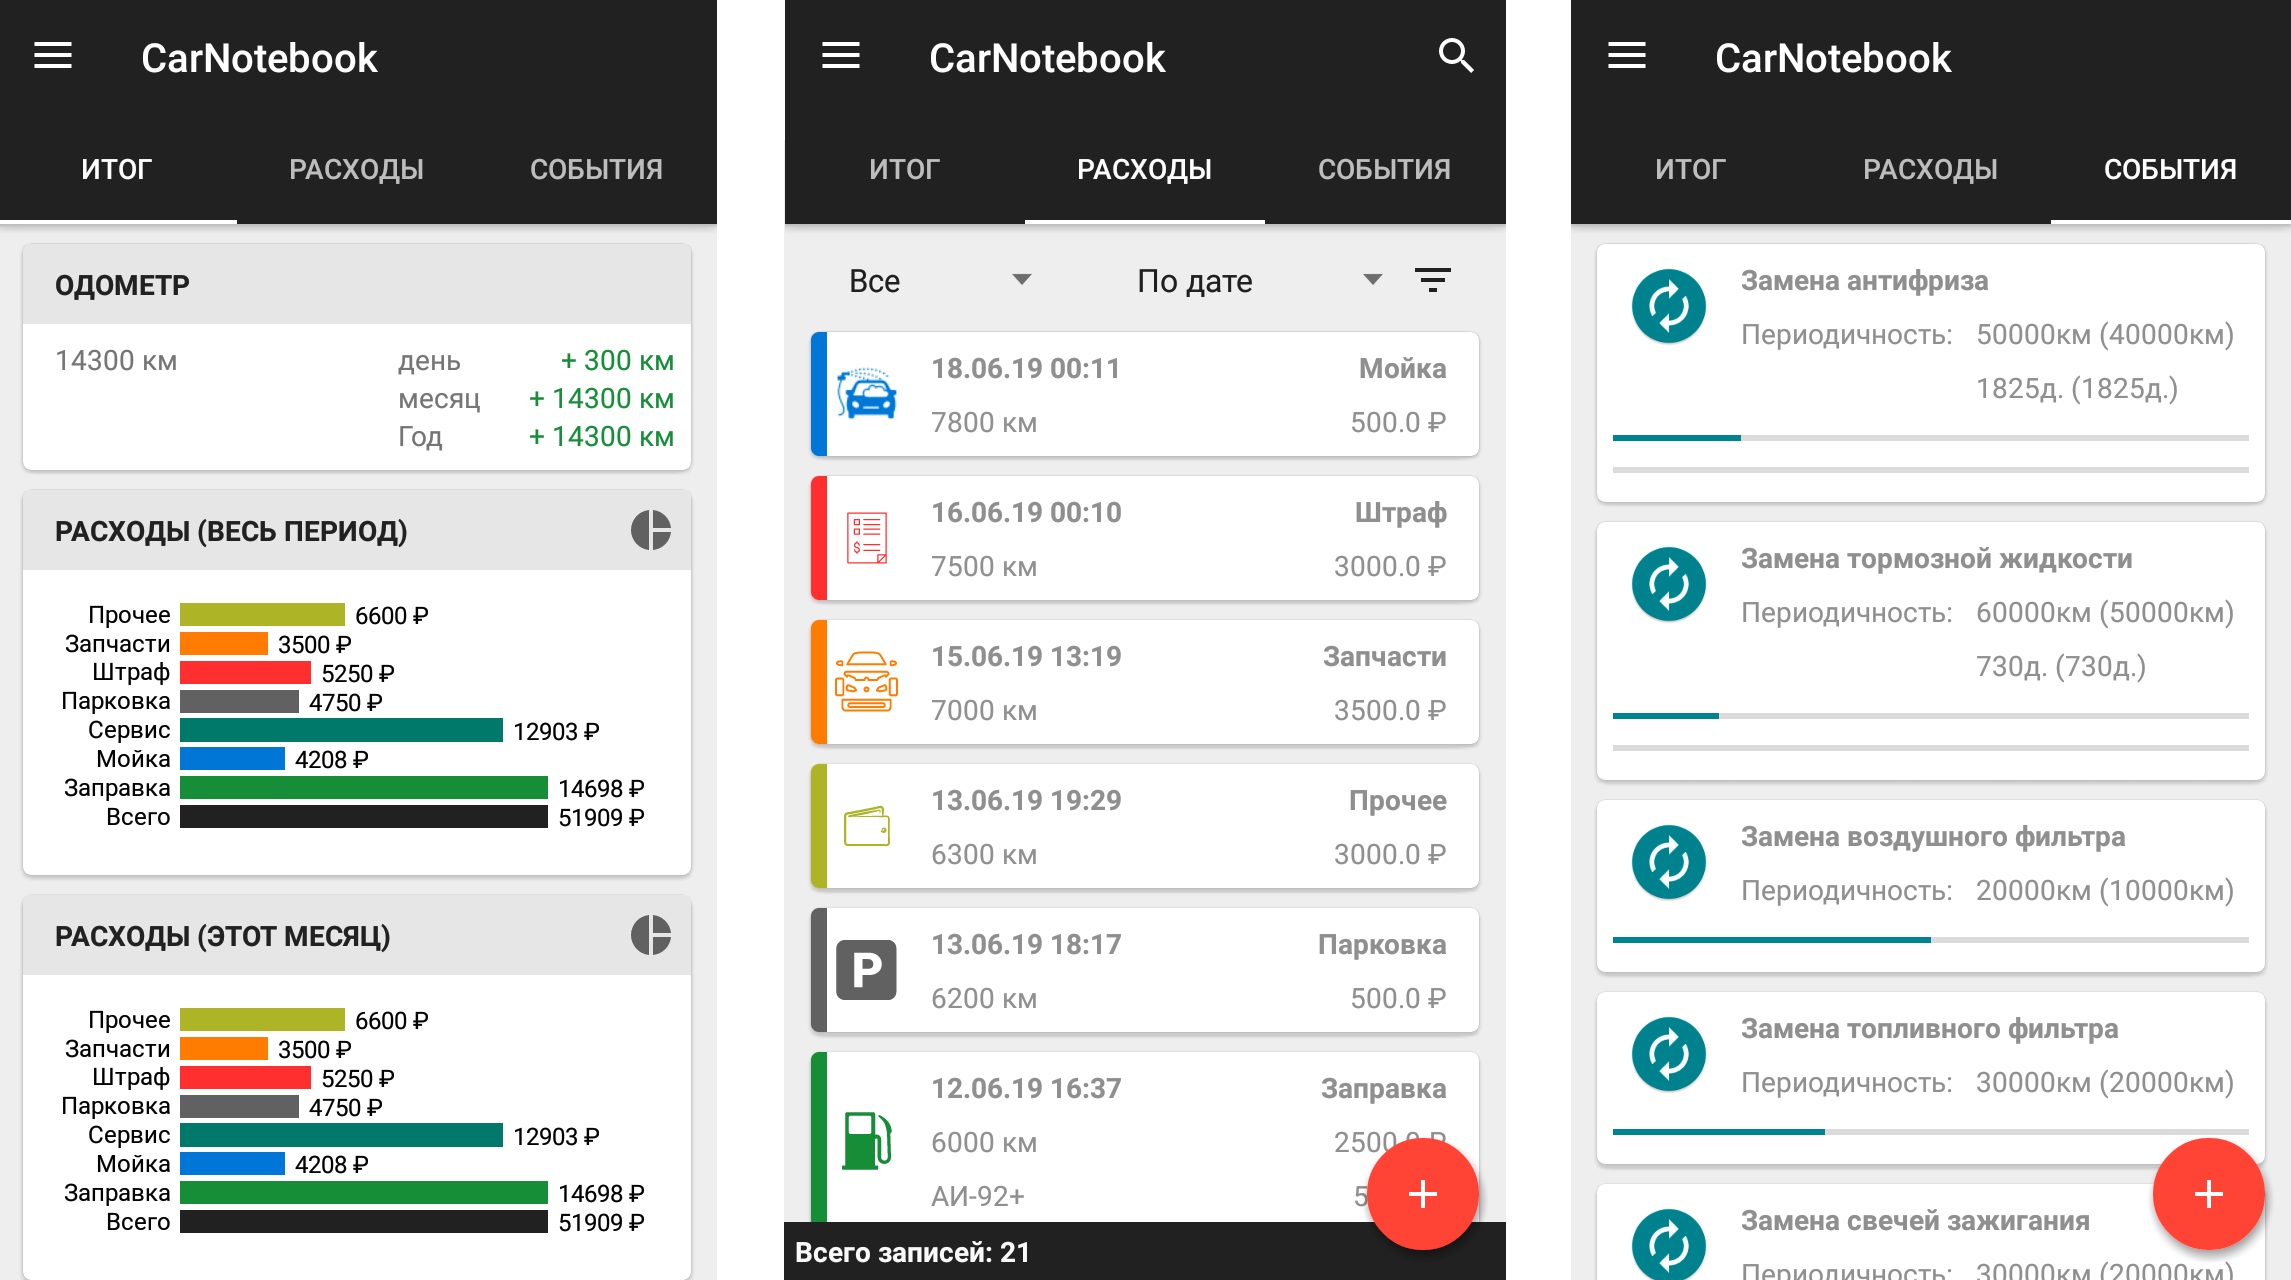 CarNotebook
ИТОГ РАСХОДЫ СОБЫТИЯ
ОДОМЕТР
14300 км день + 300 км
месяц + 14300 км
Год + 14300 км
РАСХОДЫ (ВЕСЬ ПЕРИОД)
Прочее 6600 ₽
Запчасти 3500 ₽
Штраф 5250 ₽
Парковка 4750 ₽
Сервис 12903 ₽
Мойка 4208 ₽
Заправка 14698 ₽
Всего 51909 ₽
РАСХОДЫ (ЭТОТ МЕСЯЦ)
Прочее 6600 ₽
Запчасти 3500 ₽
Штраф 5250 ₽
Парковка 4750 ₽
Сервис 12903 ₽
Мойка 4208 ₽
Заправка 14698 ₽
Всего 51909 ₽
CarNotebook
ИТОГ РАСХОДЫ СОБЫТИЯ
Все По дате
18.06.19 00:11 Мойка
7800 км 500.0 ₽
16.06.19 00:10 Штраф
7500 км 3000.0 ₽
15.06.19 13:19 Запчасти
7000 км 3500.0 ₽
13.06.19 19:29 Прочее
6300 км 3000.0 ₽
P
13.06.19 18:17 Парковка
6200 км 500.0 ₽
12.06.19 16:37 Заправка
6000 км
АИ-92+
Всего записей: 21
CarNotebook
ИТОГ РАСХОДЫ СОБЫТИЯ
Замена антифриза
Периодичность: 50000км (40000км)
1825д. (1825д.)
Замена тормозной жидкости
Периодичность: 60000км (50000км)
730д. (730д.)
Замена воздушного фильтра
Периодичность: 20000км (10000км)
Замена топливного фильтра
Периодичность: 30000км (20000км)
Замена свечей зажигания
Периодичность: 30000км (20000км)